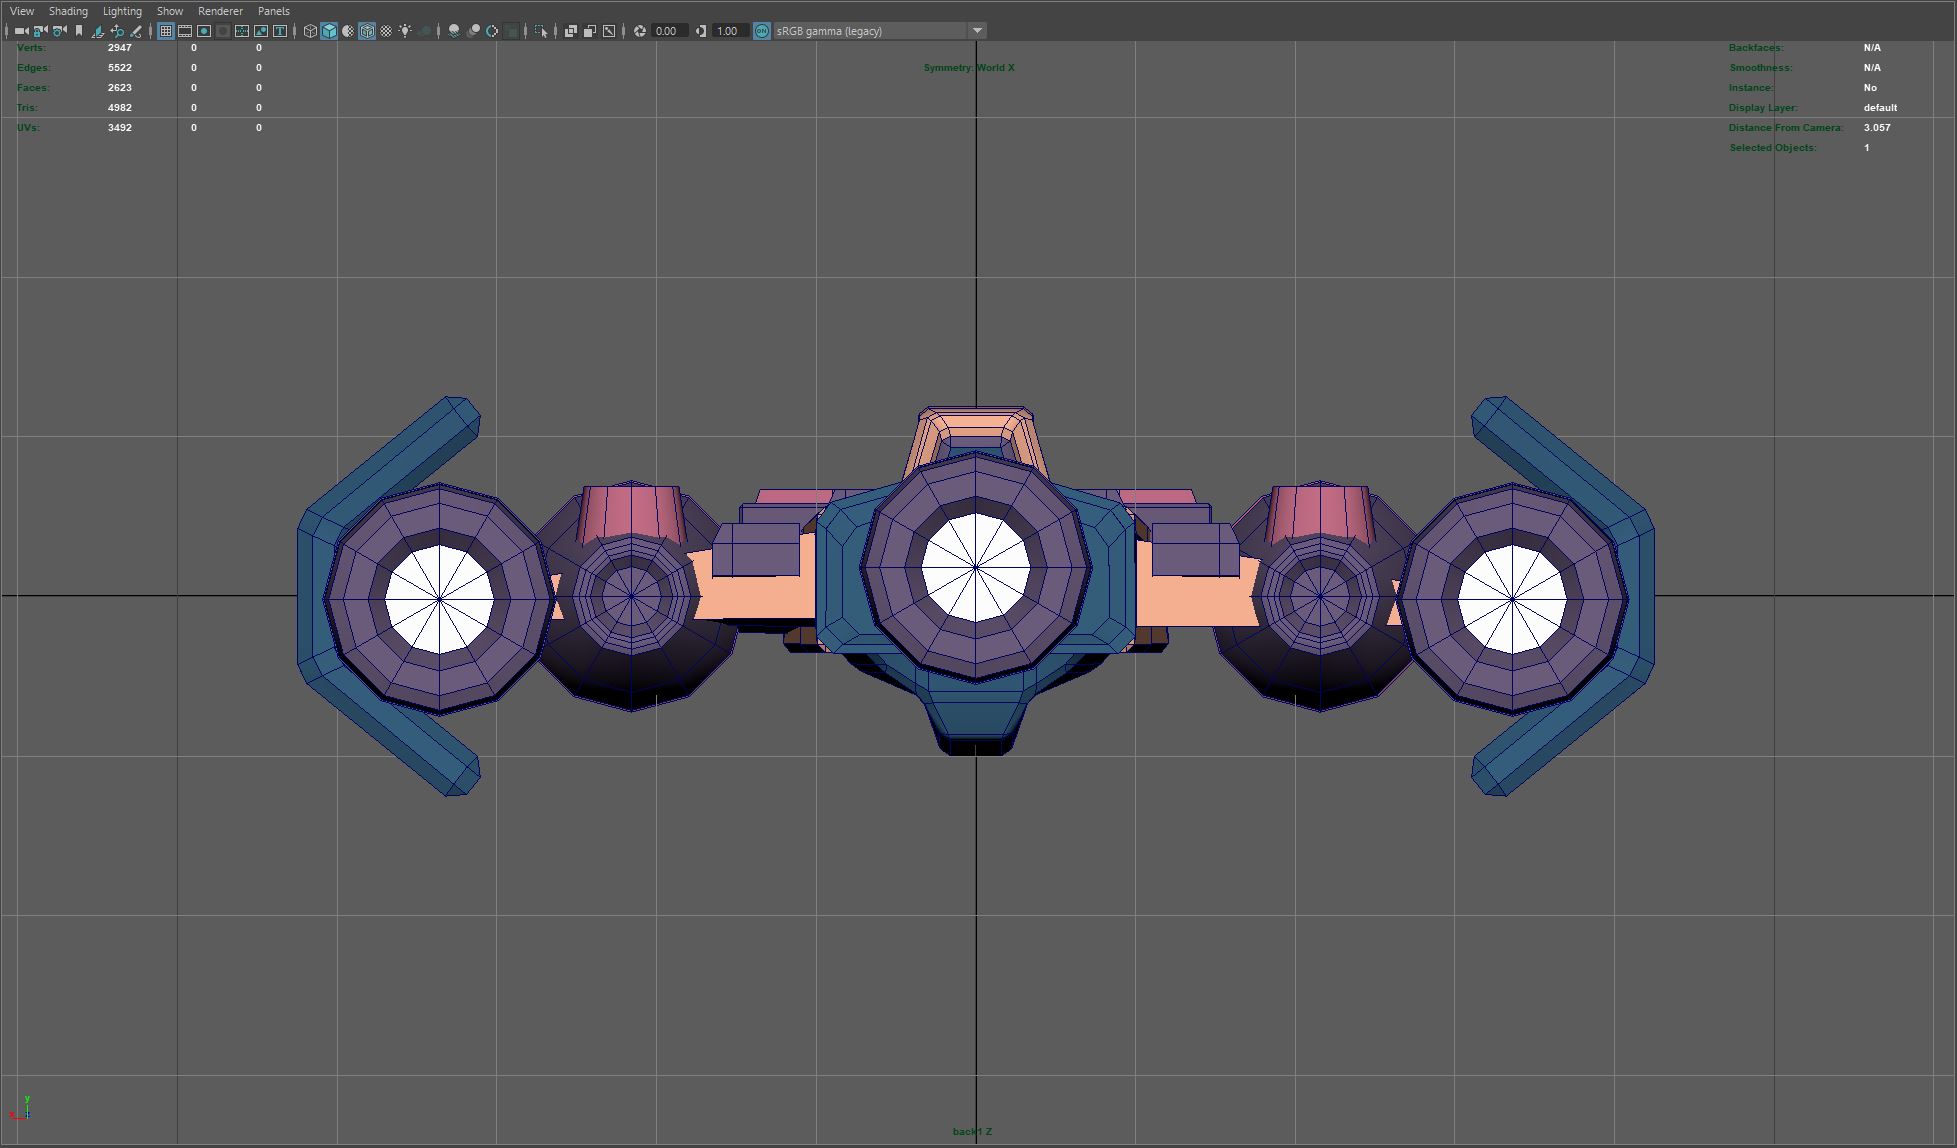 View Shading Lighting Show Renderer Panels
0.00 1.00 ON sRGB gamma (legacy)
Verts: 2947 0 0
Edges: 5522 0 0
Faces: 2623 0 0
Tris: 4982 0 0
UVs: 3492 0 0
Symmetry: World X
Backfaces: N/A
Smoothness: N/A
Instance: No
Display Layer: default
Distance From Camera: 3.057
Selected Objects: 1
y
x z
back1 Z